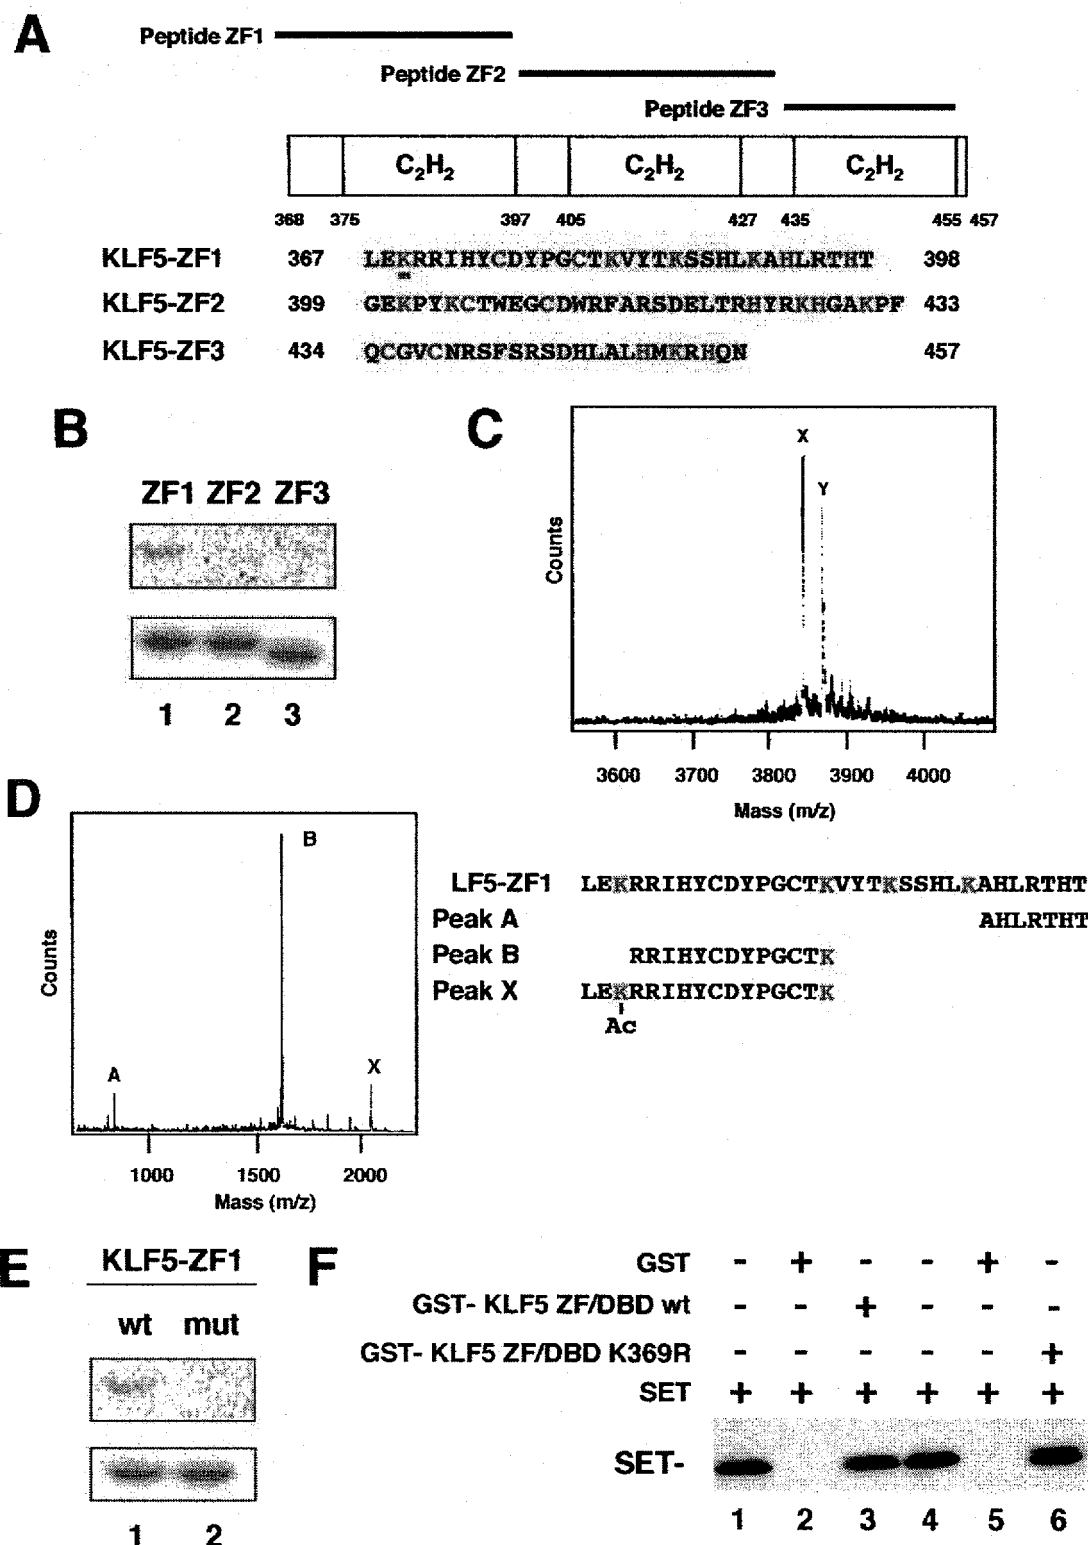 A
Peptide ZF1
Peptide ZF2
Peptide ZF3
C2H2 C2H2 C2H2
368 375 397 405 427 435 455 457
KLF5-ZF1 367 LEKRRIHYCDYPGCTKVYTKSSHLKAHLRTHT 398
KLF5-ZF2 399 GEKPYKCTWEGCDWRFARSDELTRHYRKHGAKPF 433
KLF5-ZF3 434 QCGVCNRSFSRSDHLALHMKRHQN 457
B
ZF1 ZF2 ZF3
1 2 3
C
X
Y
Counts
3600 3700 3800 3900 4000
Mass (m/z)
D
B
A
X
Counts
1000 1500 2000
Mass (m/z)
LF5-ZF1 LEKRRIHYCDYPGCTKVYTKSSHLKAHLRTHT
Peak A AHLRTHT
Peak B RRIHYCDYPGCTK
Peak X LEKRRIHYCDYPGCTK
Ac
E
KLF5-ZF1
wt mut
1 2
F
GST - + - - + -
GST- KLF5 ZF/DBD wt - - + - - -
GST- KLF5 ZF/DBD K369R - - - - - +
SET + + + + + +
SET-
1 2 3 4 5 6